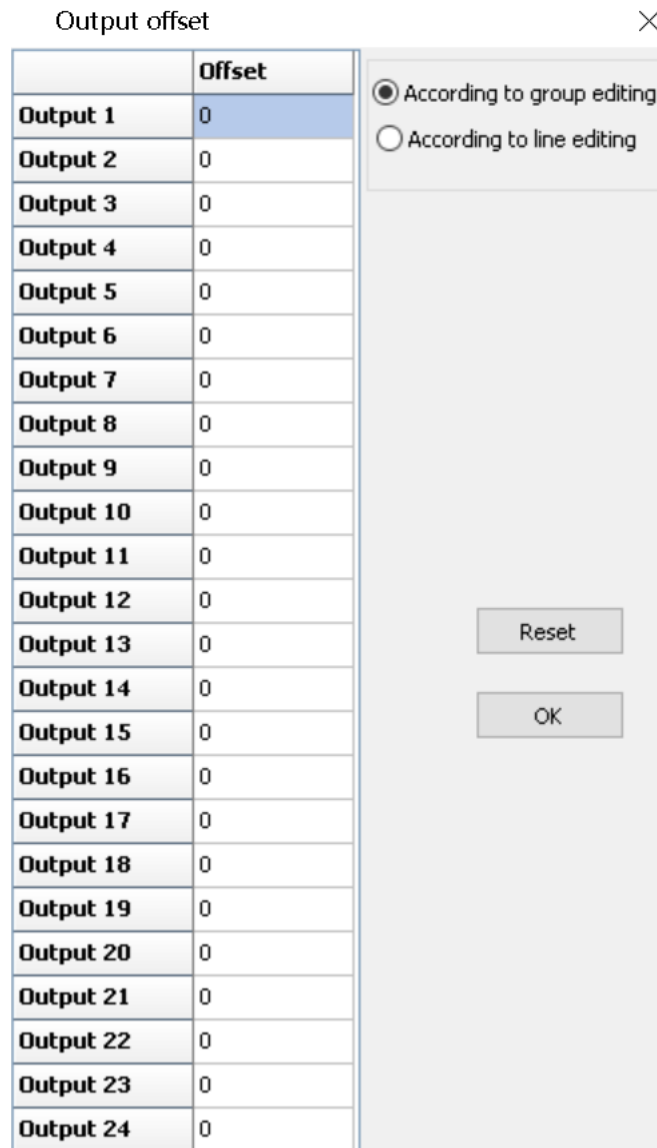 Output offset
Offset
According to group editing
Output 1 0
According to line editing
Output 2 0
Output 3 0
Output 4 0
Output 5 0
Output 6 0
Output 7 0
Output 8 0
Output 9 0
Output 10 0
Output 11 0
Output 12 0
Reset
Output 13 0
Output 14 0
OK
Output 15 0
Output 16 0
Output 17 0
Output 18 0
Output 19 0
Output 20 0
Output 21 0
Output 22 0
Output 23 0
Output 24 0